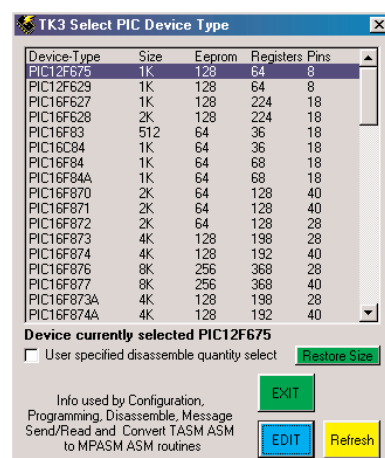 TK3 Select PIC Device Type
Device-Type Size Eeprom Registers Pins
PIC12F675 1K 128 64 8
PIC12F629 1K 128 64 8
PIC16F627 1K 128 224 18
PIC16F628 2K 128 224 18
PIC16F83 512 64 36 18
PIC16C84 1K 64 36 18
PIC16F84 1K 64 68 18
PIC16F84A 1K 64 68 18
PIC16F870 2K 64 128 40
PIC16F871 2K 64 128 40
PIC16F872 2K 64 128 28
PIC16F873 4K 128 198 28
PIC16F874 4K 128 192 40
PIC16F876 8K 256 368 28
PIC16F877 8K 256 368 40
PIC16F873A 4K 128 198 28
PIC16F874A 4K 128 192 40
Device currently selected PIC12F675
User specified disassemble quantity select Restore Size
Info used by Configuration,
Programming, Disassemble, Message
Send/Read and Convert TASM ASM
to MPASM ASM routines
EXIT
EDIT Refresh